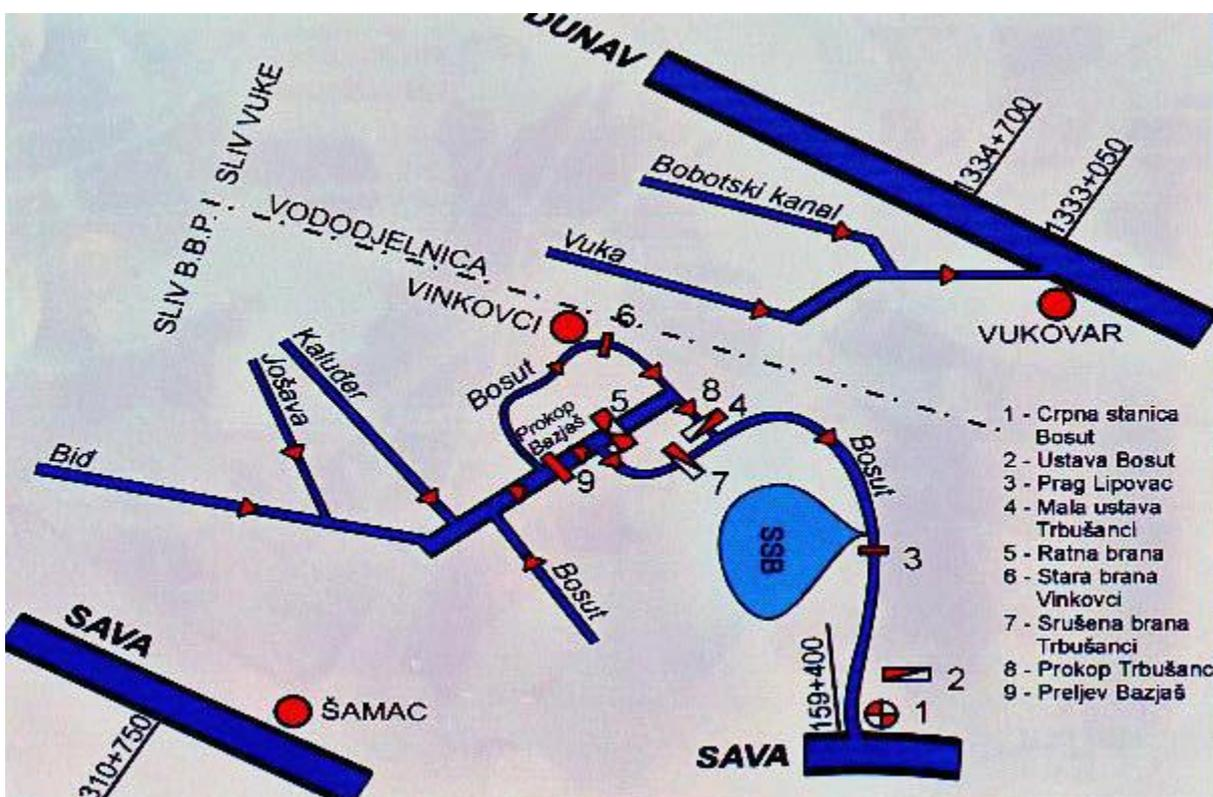 DUNAV
SLIV VUKE
SLIV B.B.P.
VODODJELNICA
Bobotski kanal
1334+700
1333+050
Vuka
VUKOVAR
VINKOVCI
6
Kaluđer
Jošava
Bosut
Prokop
Bazjaš
5
8
4
Biđ
9
7
Bosut
Bosut
SSB
3
1 - Crpna stanica
Bosut
2 - Ustava Bosut
3 - Prag Lipovac
4 - Mala ustava
Trbušanci
5 - Ratna brana
6 - Stara brana
Vinkovci
7 - Srušena brana
Trbušanci
8 - Prokop Trbušanc
9 - Preljev Bazjaš
SAVA
ŠAMAC
310+750
159+400
2
1
SAVA